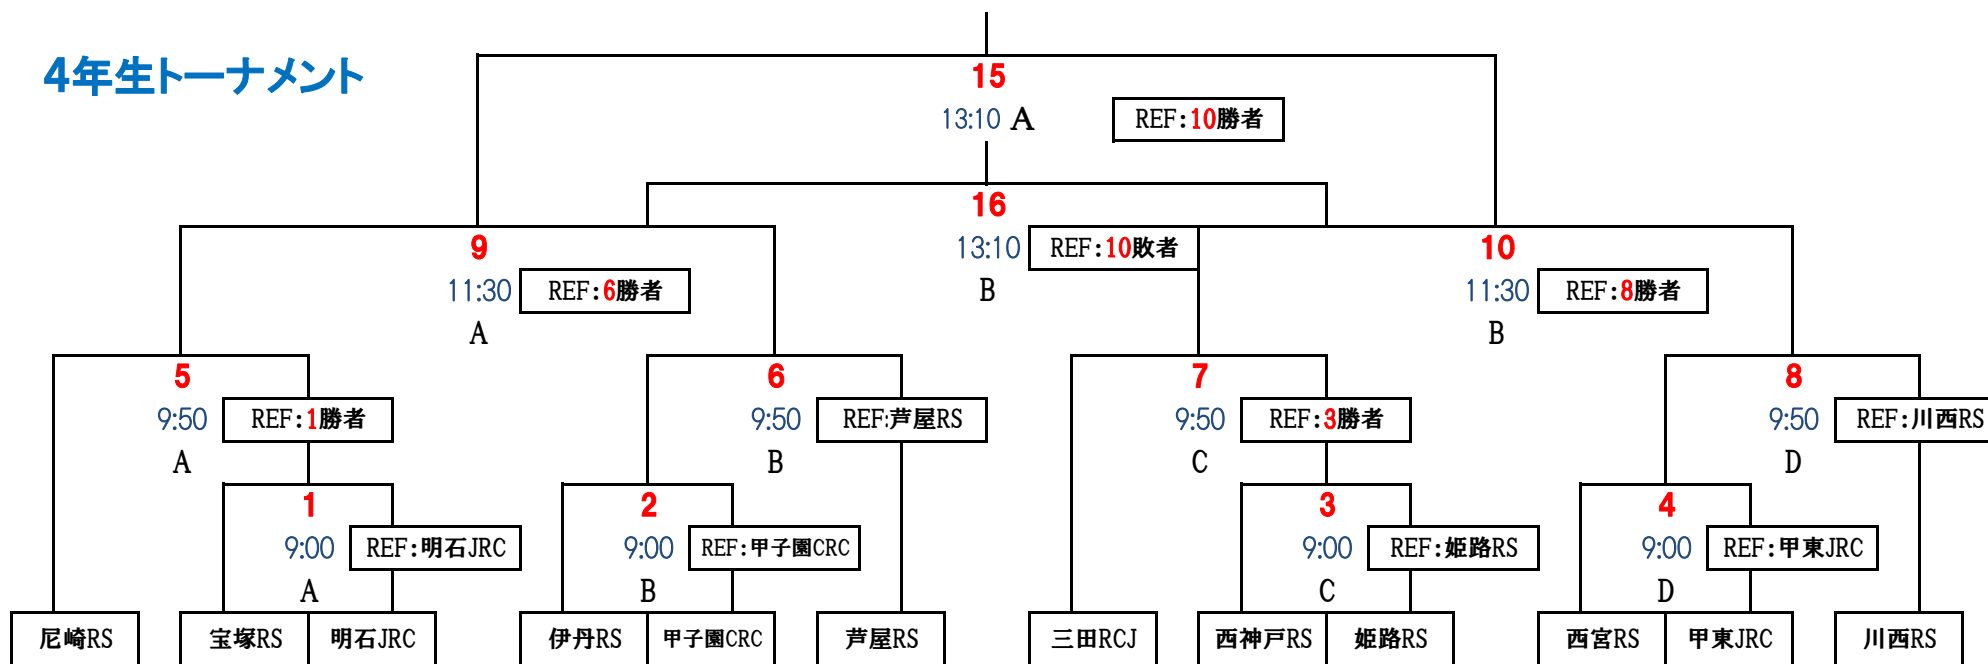 4年生トーナメント
15
13:10 A
REF:10勝者
16
13:10
REF:10敗者
B
9
11:30
REF:6勝者
A
10
11:30
REF:8勝者
B
5
9:50
REF:1勝者
A
6
9:50
REF:芦屋RS
B
7
9:50
REF:3勝者
C
8
9:50
REF:川西RS
D
1
9:00
REF:明石JRC
A
2
9:00
REF:甲子園CRC
B
3
9:00
REF:姫路RS
C
4
9:00
REF:甲東JRC
D
尼崎RS
宝塚RS
明石JRC
伊丹RS
甲子園CRC
芦屋RS
三田RCJ
西神戸RS
姫路RS
西宮RS
甲東JRC
川西RS